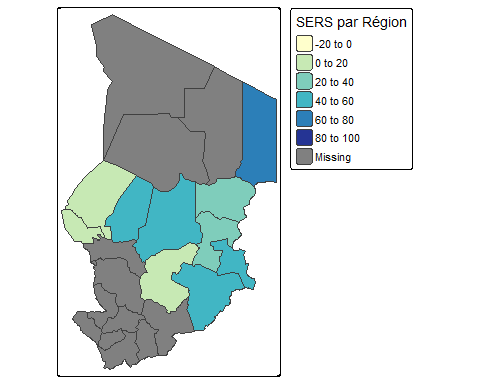 SERS par Région
-20 to 0
0 to 20
20 to 40
40 to 60
60 to 80
80 to 100
Missing